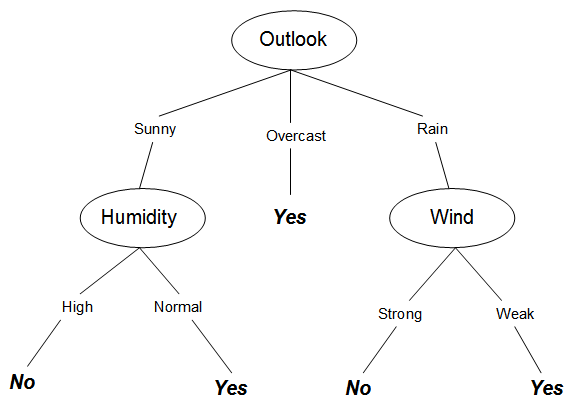 Outlook
Sunny
Overcast
Rain
Humidity
Yes
Wind
High
Normal
Strong
Weak
No
Yes
No
Yes